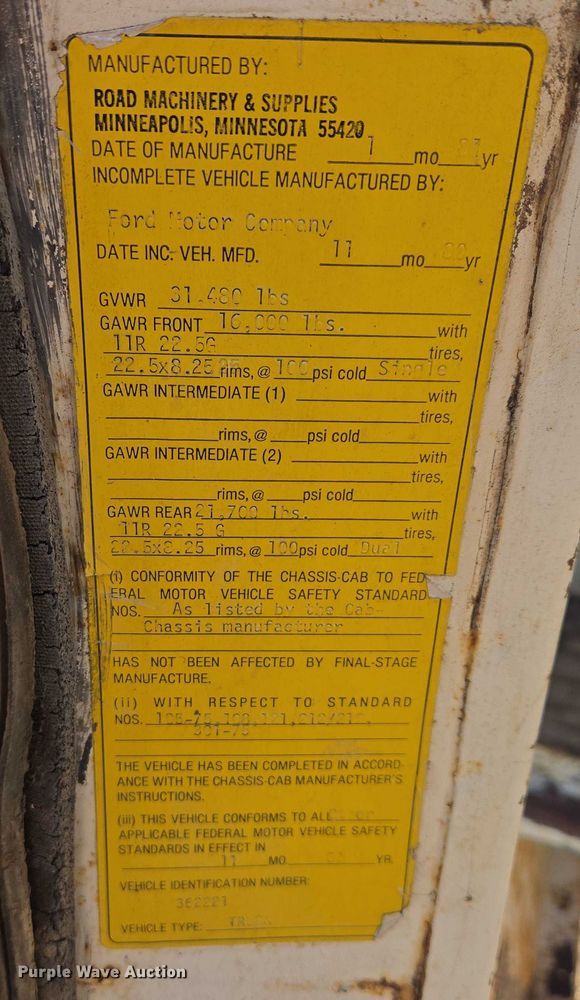 MANUFACTURED BY:
ROAD MACHINERY & SUPPLIES
MINNEAPOLIS, MINNESOTA 55420
DATE OF MANUFACTURE 1 mo. yr
INCOMPLETE VEHICLE MANUFACTURED BY:
Ford Motor Company
DATE INC. VEH. MFD. 11 mo. yr
GVWR 31,480 lbs
GAWR FRONT 10,000 lbs. with
11R 22.5G tires,
22.5x8.25 rims, @ 100 psi cold Single
GAWR INTERMEDIATE (1) with
tires,
rims, @ psi cold
GAWR INTERMEDIATE (2) with
tires,
rims, @ psi cold
GAWR REAR 21,700 lbs. with
11R 22.5 G tires,
22.5x8.25 rims, @ 100 psi cold Dual
(i) CONFORMITY OF THE CHASSIS-CAB TO FED-
ERAL MOTOR VEHICLE SAFETY STANDARD
NOS. As listed by the Cab-
Chassis manufacturer
HAS NOT BEEN AFFECTED BY FINAL-STAGE
MANUFACTURE.
(ii) WITH RESPECT TO STANDARD
NOS.
THE VEHICLE HAS BEEN COMPLETED IN ACCORD-
ANCE WITH THE CHASSIS-CAB MANUFACTURER'S
INSTRUCTIONS.
(iii) THIS VEHICLE CONFORMS TO ALL
APPLICABLE FEDERAL MOTOR VEHICLE SAFETY
STANDARDS IN EFFECT IN
11 MO. YR.
VEHICLE IDENTIFICATION NUMBER:
362221
VEHICLE TYPE: TRUCK
Purple Wave Auction